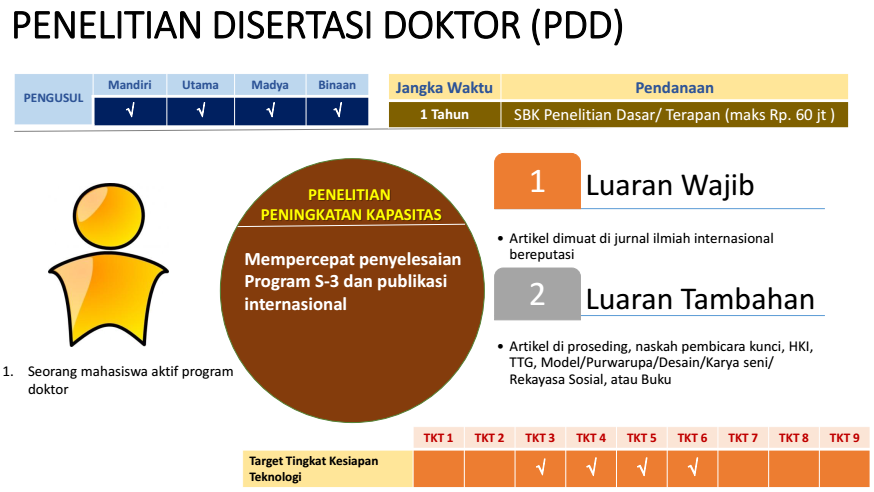 PENELITIAN DISERTASI DOKTOR (PDD)
PENGUSUL Mandiri Utama Madya Binaan
√ √ √ √
Jangka Waktu Pendanaan
1 Tahun SBK Penelitian Dasar/ Terapan (maks Rp. 60 jt )
1. Seorang mahasiswa aktif program
doktor
PENELITIAN
PENINGKATAN KAPASITAS
Mempercepat penyelesaian
Program S-3 dan publikasi
internasional
1 Luaran Wajib
• Artikel dimuat di jurnal ilmiah internasional
bereputasi
2 Luaran Tambahan
• Artikel di proseding, naskah pembicara kunci, HKI,
TTG, Model/Purwarupa/Desain/Karya seni/
Rekayasa Sosial, atau Buku
TKT 1 TKT 2 TKT 3 TKT 4 TKT 5 TKT 6 TKT 7 TKT 8 TKT 9
Target Tingkat Kesiapan
Teknologi
√ √ √ √